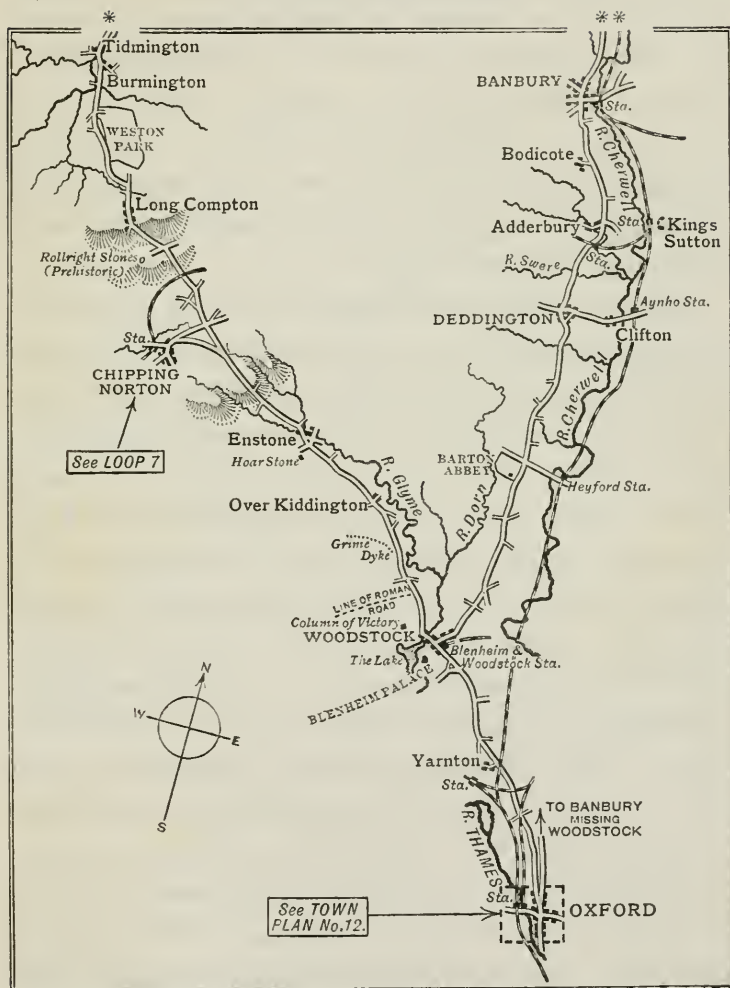 *
* *
Tidmington
Burmington
WESTON
PARK
Long Compton
Rollright Stones
(Prehistoric)
Sta.
CHIPPING
NORTON
See LOOP 7
Enstone
Hoar Stone
R. Glyme
Over Kiddington
Grime
Dyke
LINE OF ROMAN
ROAD
Column of Victory
WOODSTOCK
The Lake
BLENHEIM PALACE
Blenheim &
Woodstock Sta.
BANBURY
Sta.
R. Cherwell
Bodicote
Adderbury
Sta.
King's
Sutton
Sta.
R. Swere
Aynho Sta.
DEDDINGTON
Clifton
R. Cherwell
BARTON
ABBEY
Heyford Sta.
R. Dorn
N
W
E
S
Yarnton
Sta.
R. THAMES
TO BANBURY
MISSING
WOODSTOCK
Sta.
OXFORD
See TOWN
PLAN No.12.